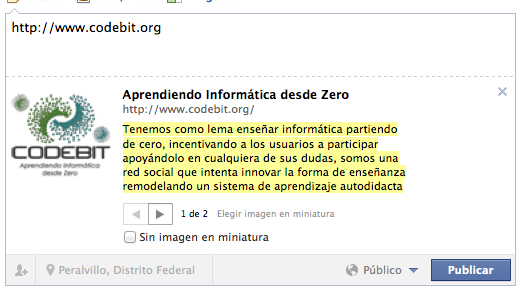 http://www.codebit.org
Aprendiendo Informática desde Zero
http://www.codebit.org/
Tenemos como lema enseñar informática partiendo
de cero, incentivando a los usuarios a participar
apoyándolo en cualquiera de sus dudas, somos una
red social que intenta innovar la forma de enseñanza
remodelando un sistema de aprendizaje autodidacta
CODEBIT
Aprendiendo Informática
desde Zero
1 de 2 Elegir imagen en miniatura
Sin imagen en miniatura
Peralvillo, Distrito Federal
Público
Publicar